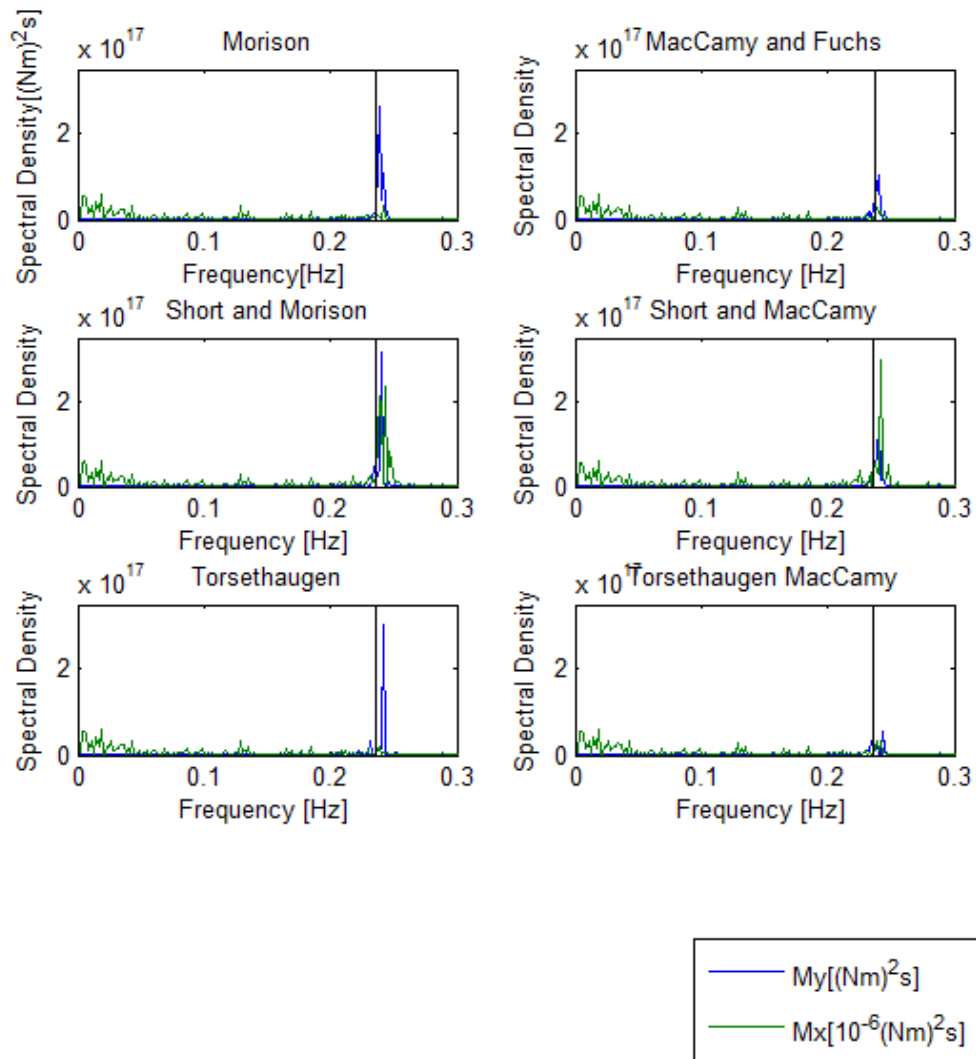 x 10^17 Morison
Spectral Density[(Nm)^2s]
2
0
0 0.1 0.2 0.3
Frequency[Hz]
x 10^17 MacCamy and Fuchs
Spectral Density
2
0
0 0.1 0.2 0.3
Frequency [Hz]
x 10^17 Short and Morison
Spectral Density
2
0
0 0.1 0.2 0.3
Frequency [Hz]
x 10^17 Short and MacCamy
Spectral Density
2
0
0 0.1 0.2 0.3
Frequency [Hz]
x 10^17 Torsethaugen
Spectral Density
2
0
0 0.1 0.2 0.3
Frequency [Hz]
x 10^17 Torsethaugen MacCamy
Spectral Density
2
0
0 0.1 0.2 0.3
Frequency [Hz]
My[(Nm)^2s]
Mx[10^-6(Nm)^2s]